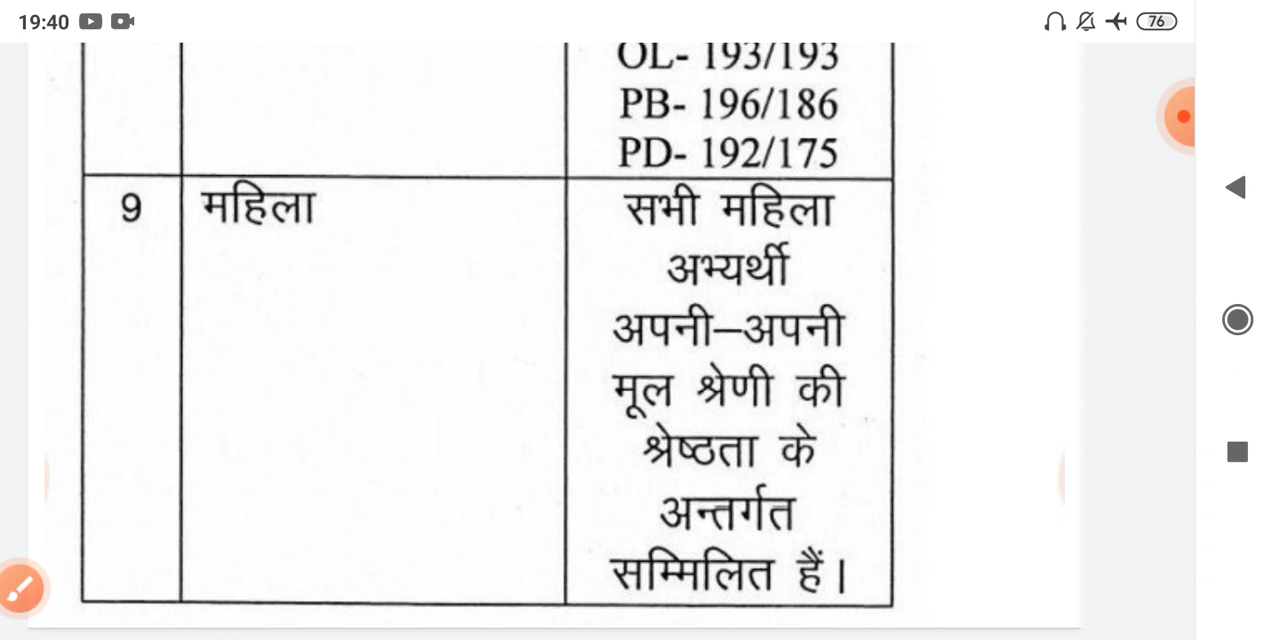 19:40
76
OL- 193/193
PB- 196/186
PD- 192/175
9 महिला सभी महिला
अभ्यर्थी
अपनी–अपनी
मूल श्रेणी की
श्रेष्ठता के
अन्तर्गत
सम्मिलित हैं।